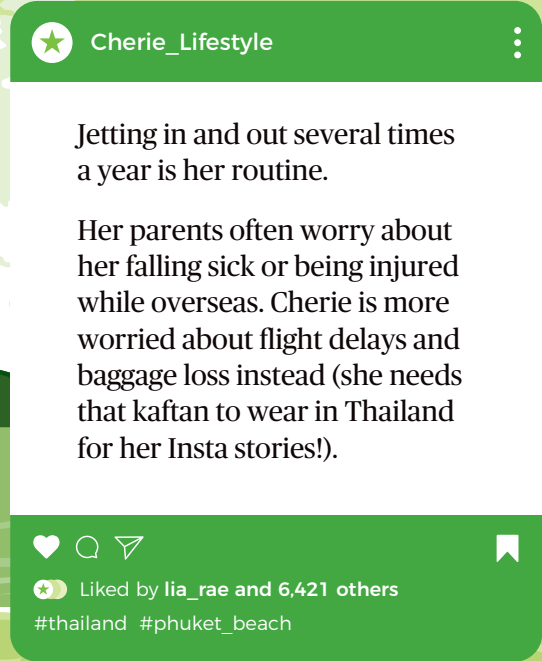 Cherie_Lifestyle
Jetting in and out several times
a year is her routine.
Her parents often worry about
her falling sick or being injured
while overseas. Cherie is more
worried about flight delays and
baggage loss instead (she needs
that kaftan to wear in Thailand
for her Insta stories!).
Liked by lia_rae and 6,421 others
#thailand #phuket_beach